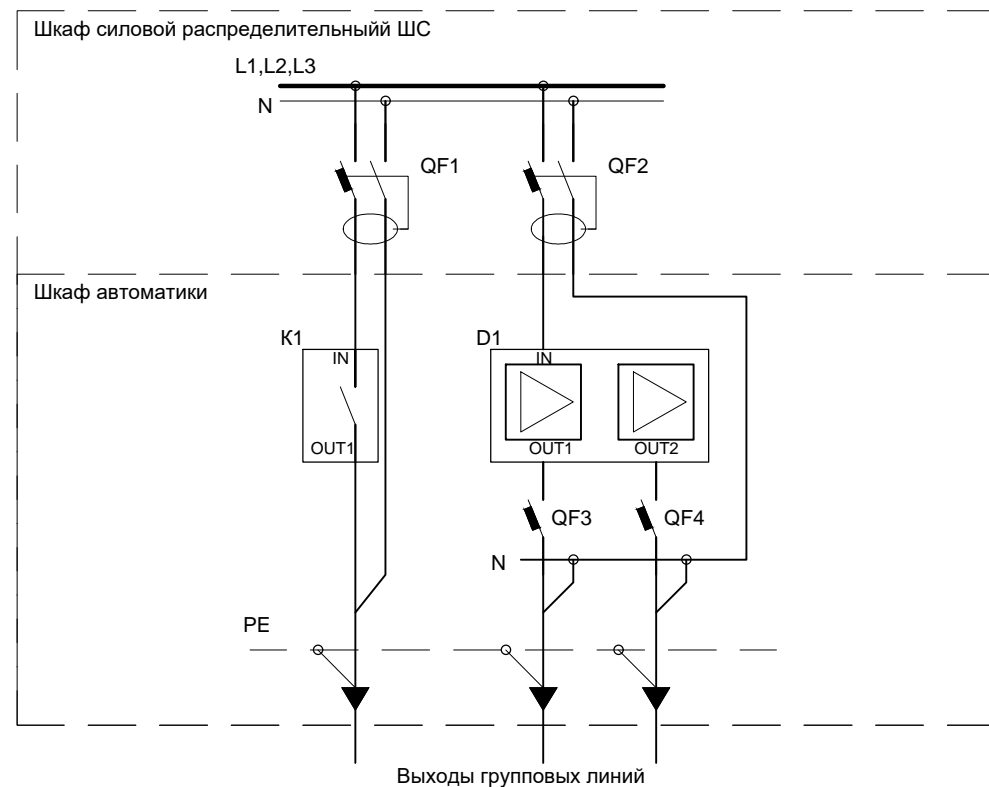 Шкаф силовой распределительныйй ШС
L1,L2,L3
N
QF1
QF2
Шкаф автоматики
K1
D1
IN
IN
OUT1
OUT1
OUT2
QF3
QF4
N
PE
Выходы групповых линий